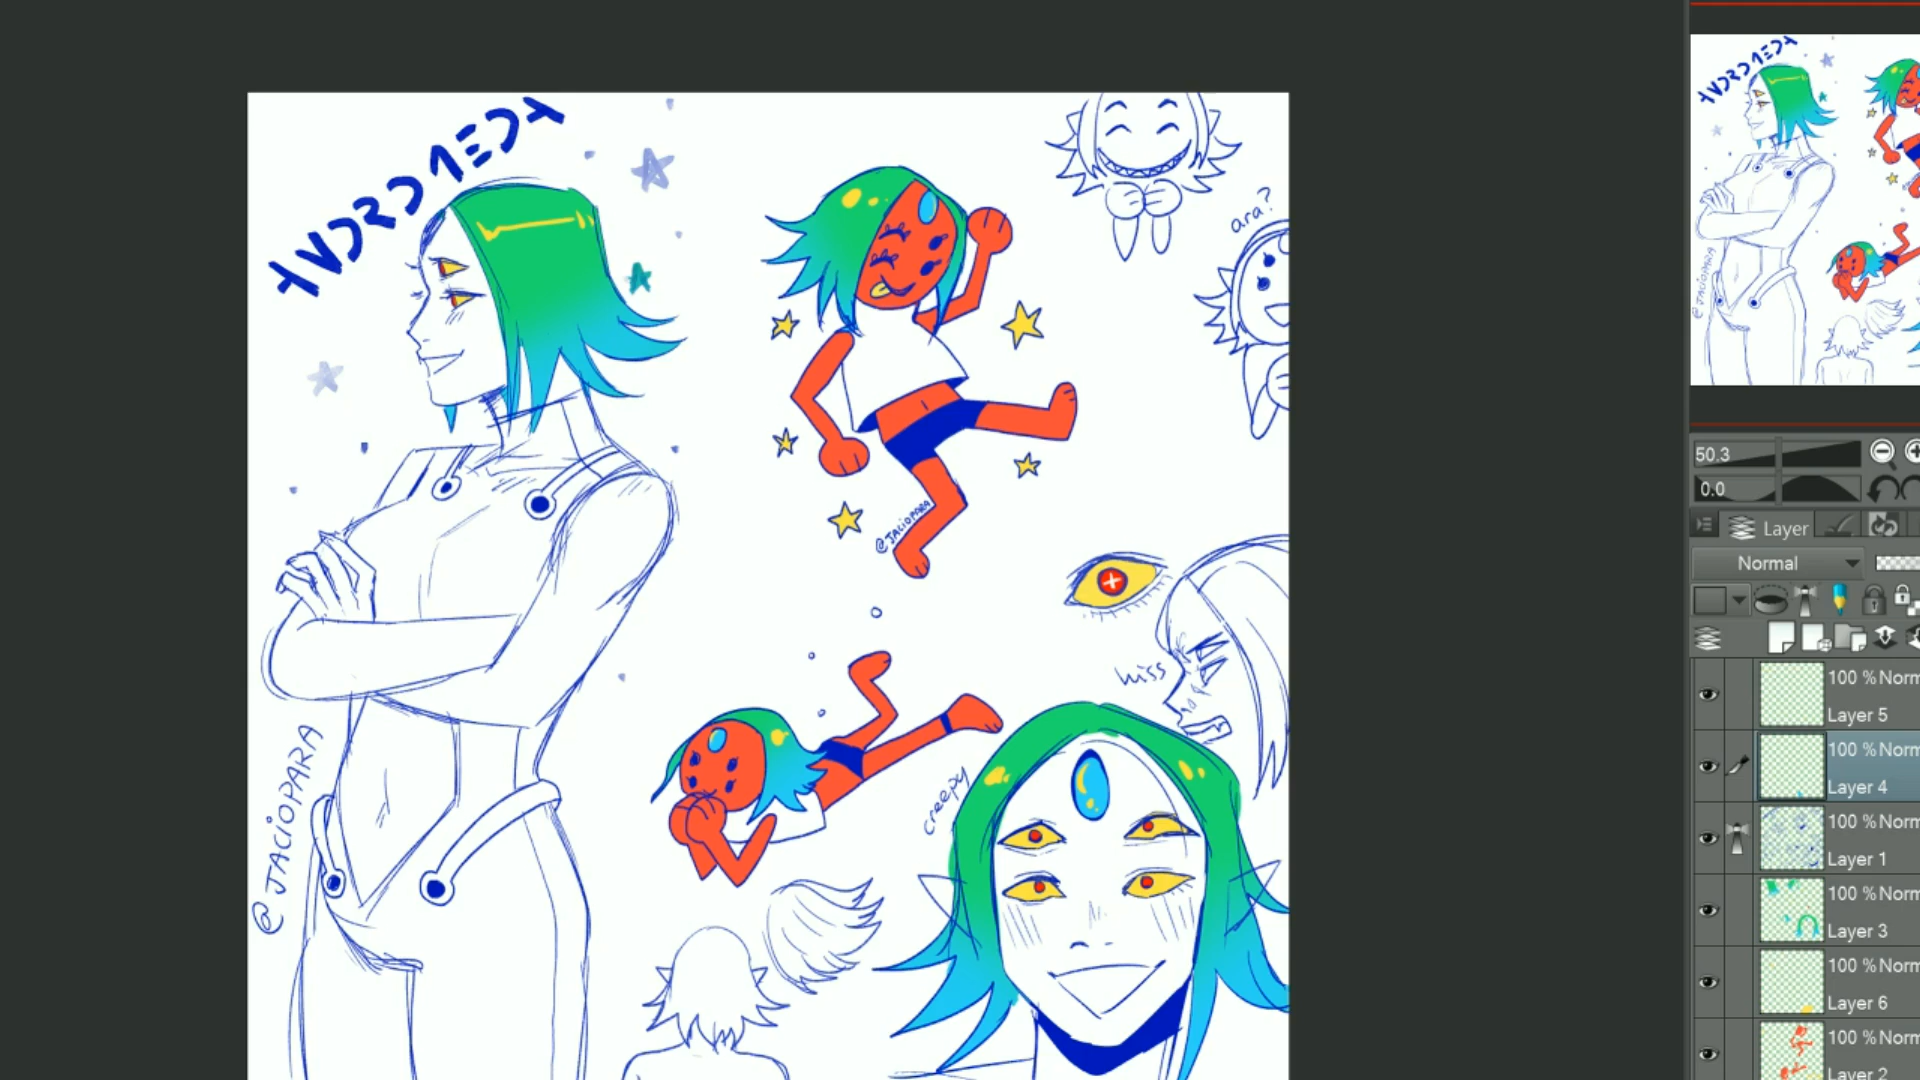 ANDROMEDA
ara?
@JACIOPARA
hiss
creepy
@JACIOPARA
50.3
0.0
Layer
Normal
100 % Norm
Layer 5
100 % Norm
Layer 4
100 % Norm
Layer 1
100 % Norm
Layer 3
100 % Norm
Layer 6
100 % Norm
Layer 2